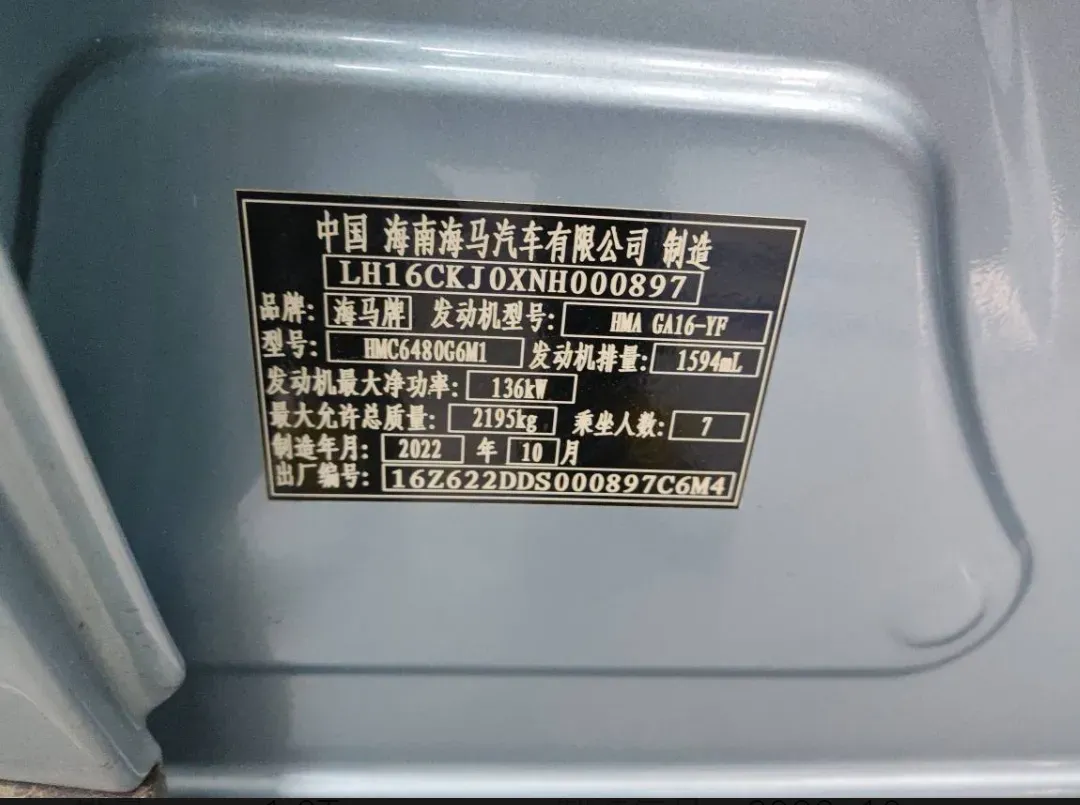 中国 海南海马汽车有限公司 制造
LH16CKJ0XNH000897
品牌: 海马牌 发动机型号: HMA GA16-YF
型号: HMC6480G6M1 发动机排量: 1594mL
发动机最大净功率: 136kW
最大允许总质量: 2195kg 乘坐人数: 7
制造年月: 2022 年 10 月
出厂编号: 16Z622DDS000897C6M4